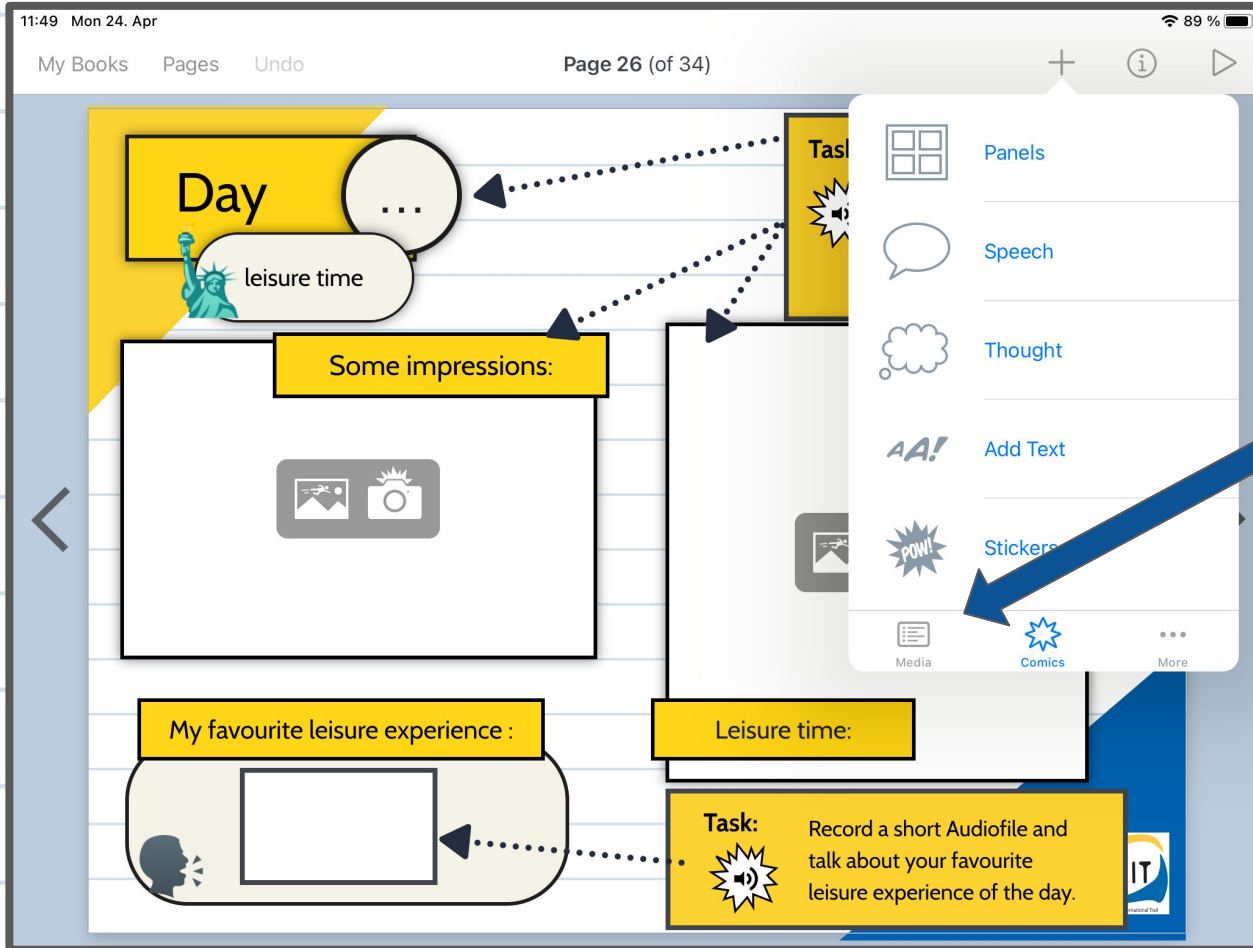 11:49 Mon 24. Apr
89 %
My Books Pages Undo
Page 26 (of 34)
Day
...
leisure time
Some impressions:
Panels
Speech
Thought
AA! Add Text
POW! Stickers
Media
Comics
More
My favourite leisure experience :
Leisure time:
Task:
Record a short Audiofile and
talk about your favourite
leisure experience of the day.
IT